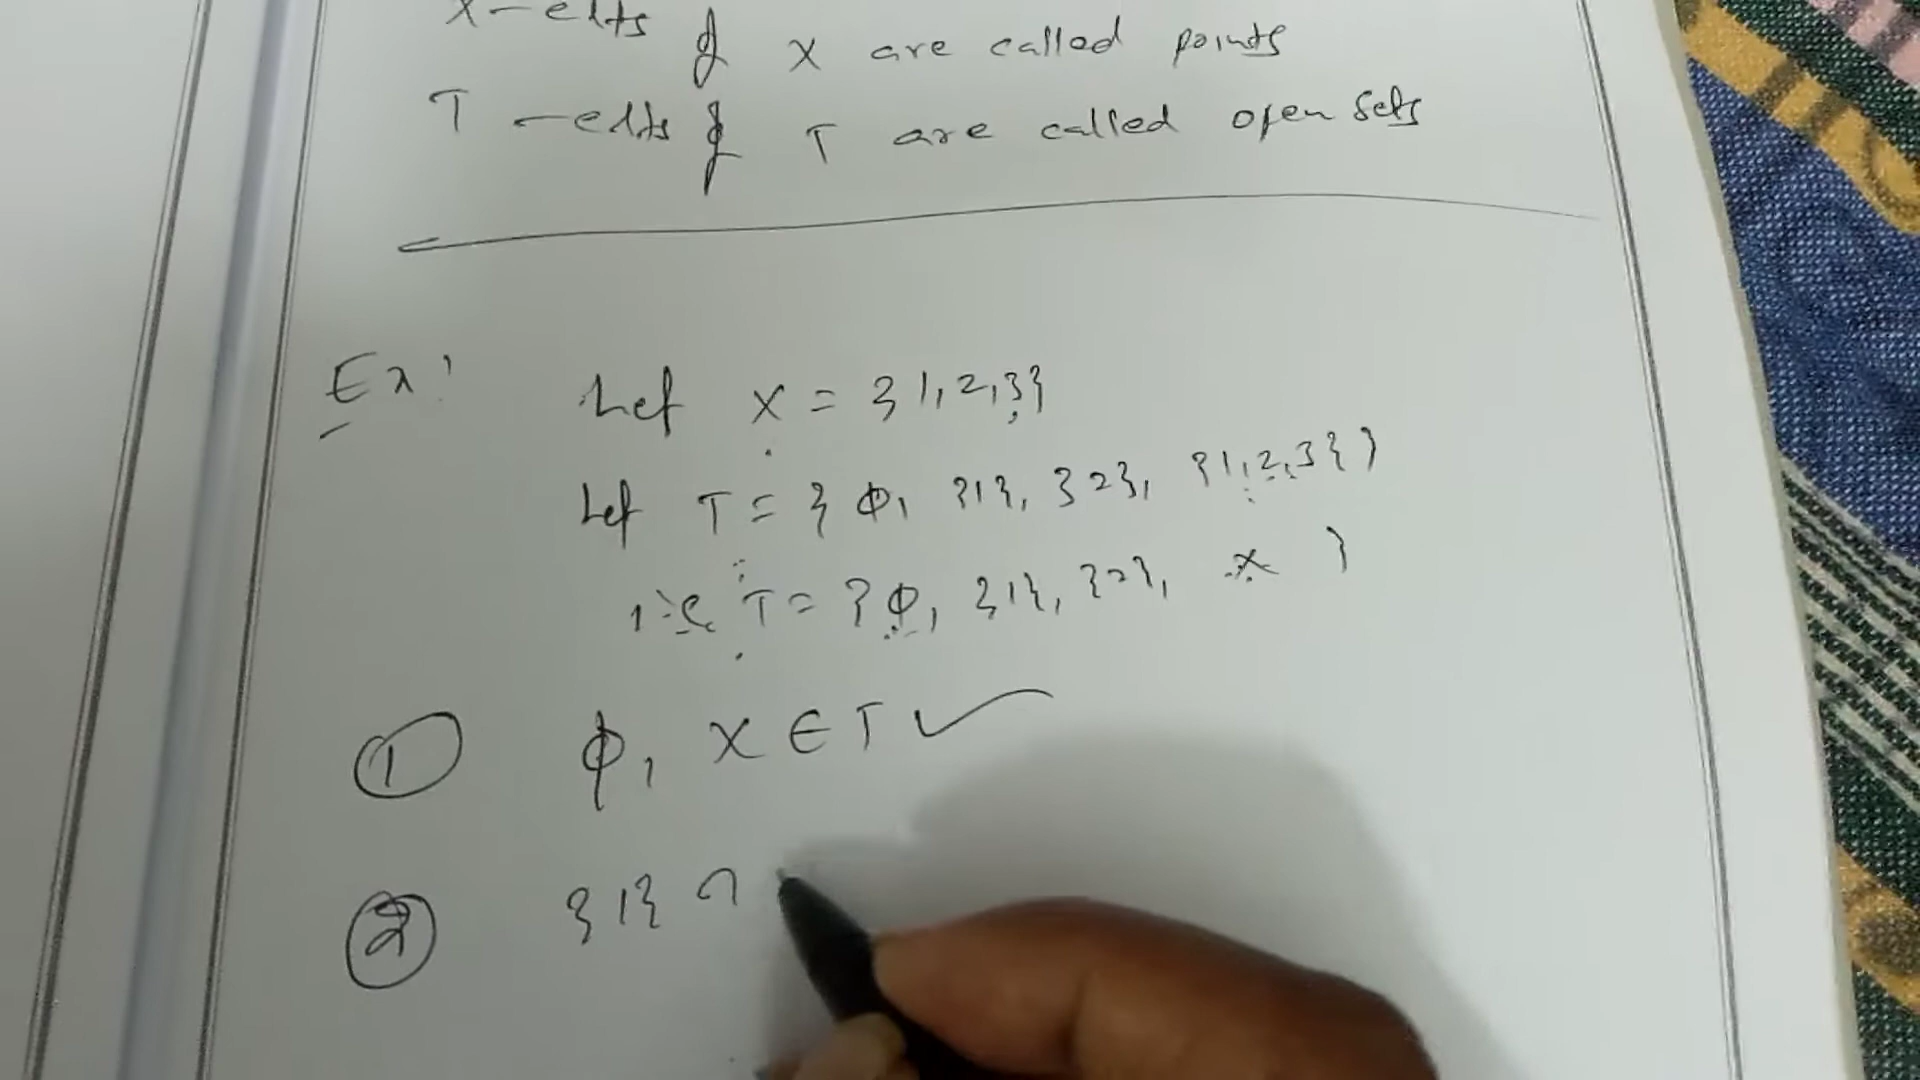 X - elts of X are called points
T - elts of T are called open sets
Ex: Let X = {1,2,3}
Let T = { φ, {1}, {2}, {1,2,3} }
i.e T = { φ, {1}, {2}, X }
① φ, X ∈ T ✓
② {1} ∩